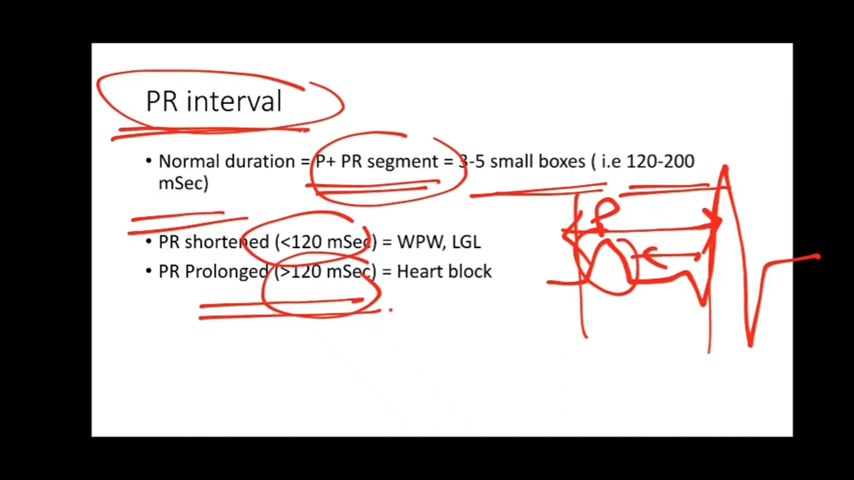 PR interval
• Normal duration = P+ PR segment = 3-5 small boxes ( i.e 120-200
mSec)
• PR shortened (<120 mSec) = WPW, LGL
• PR Prolonged (>120 mSec) = Heart block
P